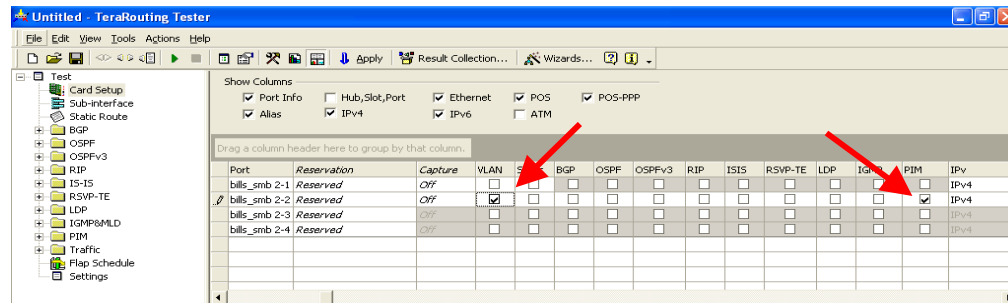 Untitled - TeraRouting Tester
File Edit View Tools Actions Help
Apply Result Collection... Wizards...
Test
Card Setup
Sub-interface
Static Route
BGP
OSPF
OSPFv3
RIP
IS-IS
RSVP-TE
LDP
IGMP&MLD
PIM
Traffic
Flap Schedule
Settings
Show Columns
Port Info Hub,Slot,Port Ethernet POS POS-PPP
Alias IPv4 IPv6 ATM
Drag a column header here to group by that column.
Port Reservation Capture VLAN BGP OSPF OSPFv3 RIP ISIS RSVP-TE LDP PIM IPv
bills_smb 2-1 Reserved Off IPv4
bills_smb 2-2 Reserved Off IPv4
bills_smb 2-3 Reserved Off IPv4
bills_smb 2-4 Reserved Off IPv4